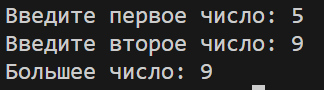 Введите первое число: 5
Введите второе число: 9
Большее число: 9